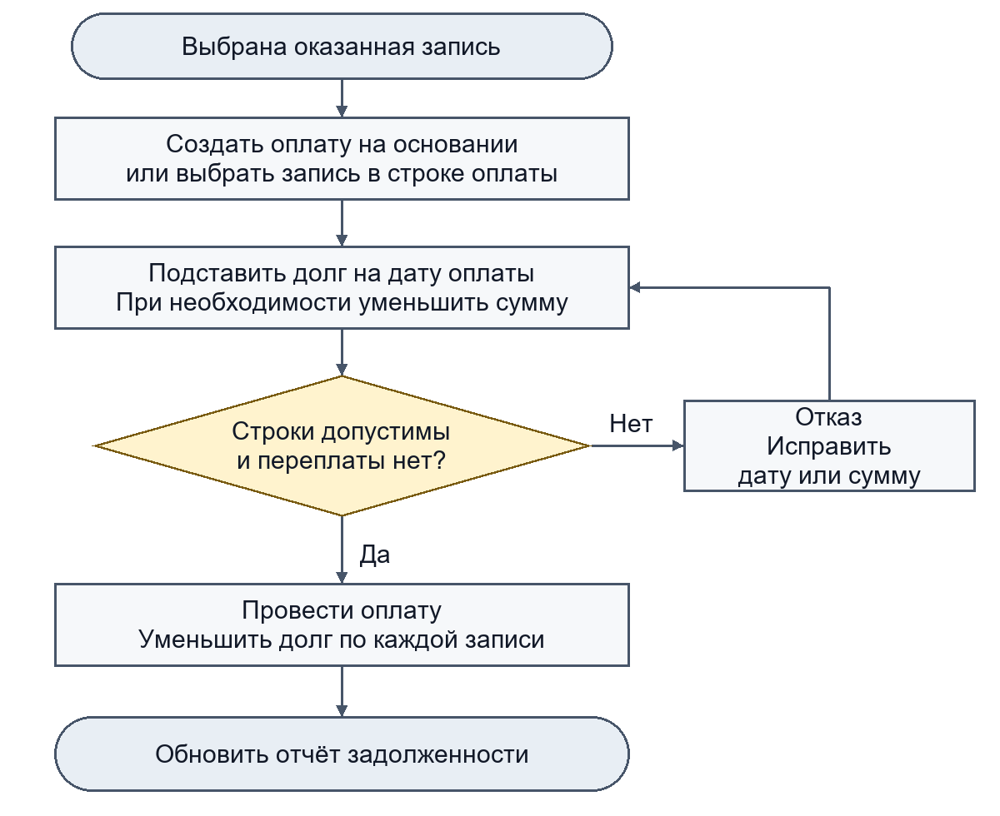 Выбрана оказанная запись
Создать оплату на основании
или выбрать запись в строке оплаты
Подставить долг на дату оплаты
При необходимости уменьшить сумму
Строки допустимы
и переплаты нет?
Нет
Отказ
Исправить
дату или сумму
Да
Провести оплату
Уменьшить долг по каждой записи
Обновить отчёт задолженности